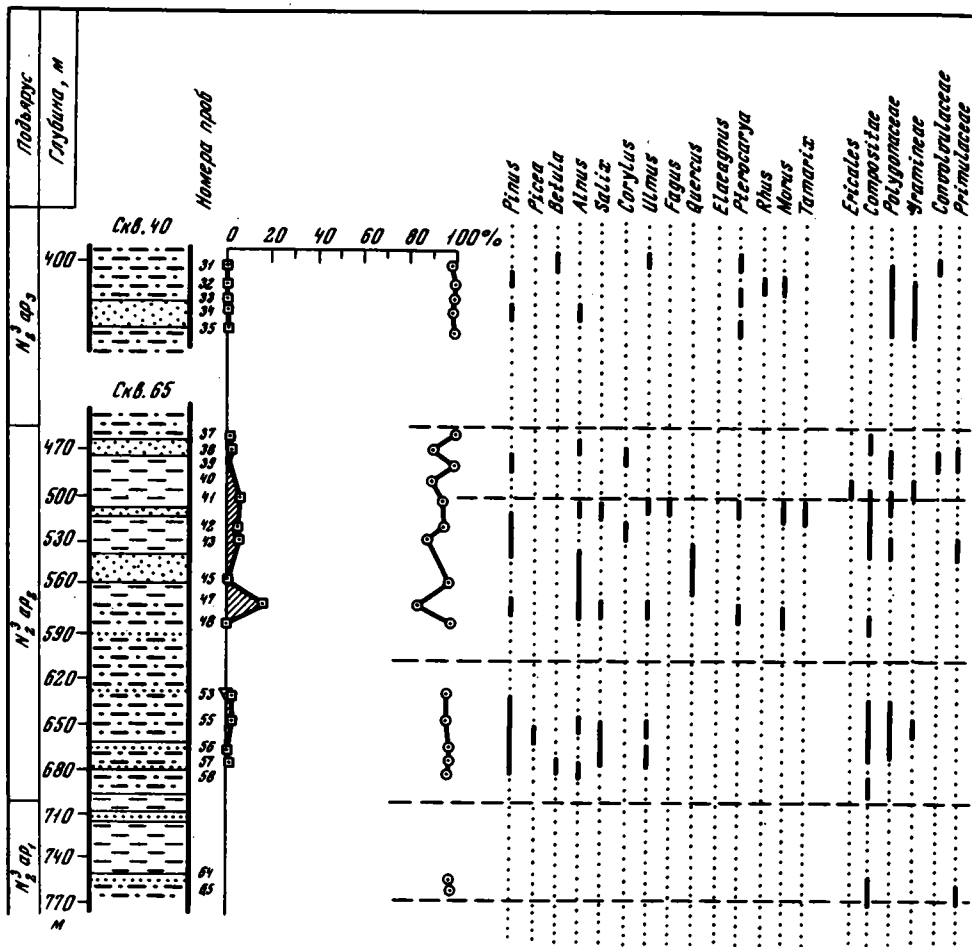 Подъярус
Глубина, м
Номера проб
Pinus
Picea
Betula
Alnus
Salix
Corylus
Ulmus
Fagus
Quercus
Elaeagnus
Pterocarya
Rhus
Morus
Tamarix
Ericales
Compositae
Polygonaceae
Gramineae
Convolvulaceae
Primulaceae
Скв. 40
0 20 40 60 80 100%
400
31
32
33
34
35
N₂³ ap₃
Скв. 65
37
470
38
39
40
500
41
42
530
43
45
560
47
48
590
N₂³ ap₂
620
53
650
55
56
57
680
58
710
740
N₂³ ap₁
64
65
770
м